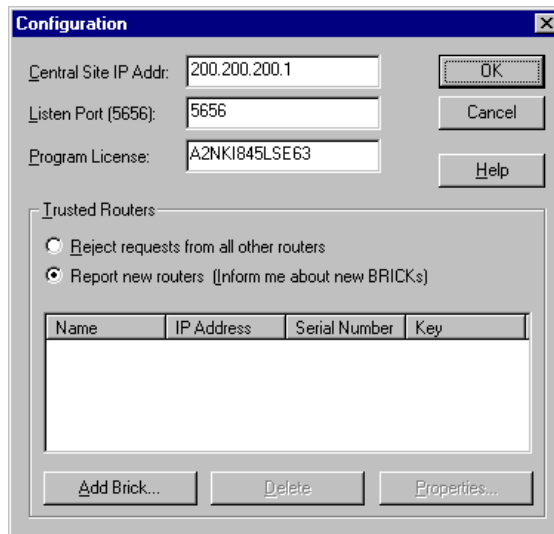 Configuration
Central Site IP Addr: 200.200.200.1 OK
Listen Port (5656): 5656 Cancel
Program License: A2NKI845LSE63
Help
Trusted Routers
Reject requests from all other routers
Report new routers (Inform me about new BRICKs)
Name IP Address Serial Number Key
Add Brick... Delete Properties...